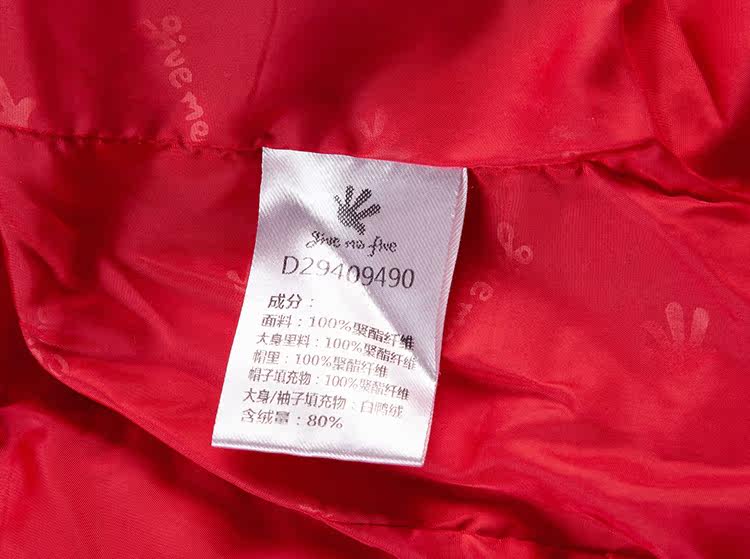 give me
give me five
D29409490
成分：
面料：100%聚酯纤维
大身里料：100%聚酯纤维
帽里：100%聚酯纤维
帽子填充物：100%聚酯纤维
大身/袖子填充物：白鸭绒
含绒量：80%